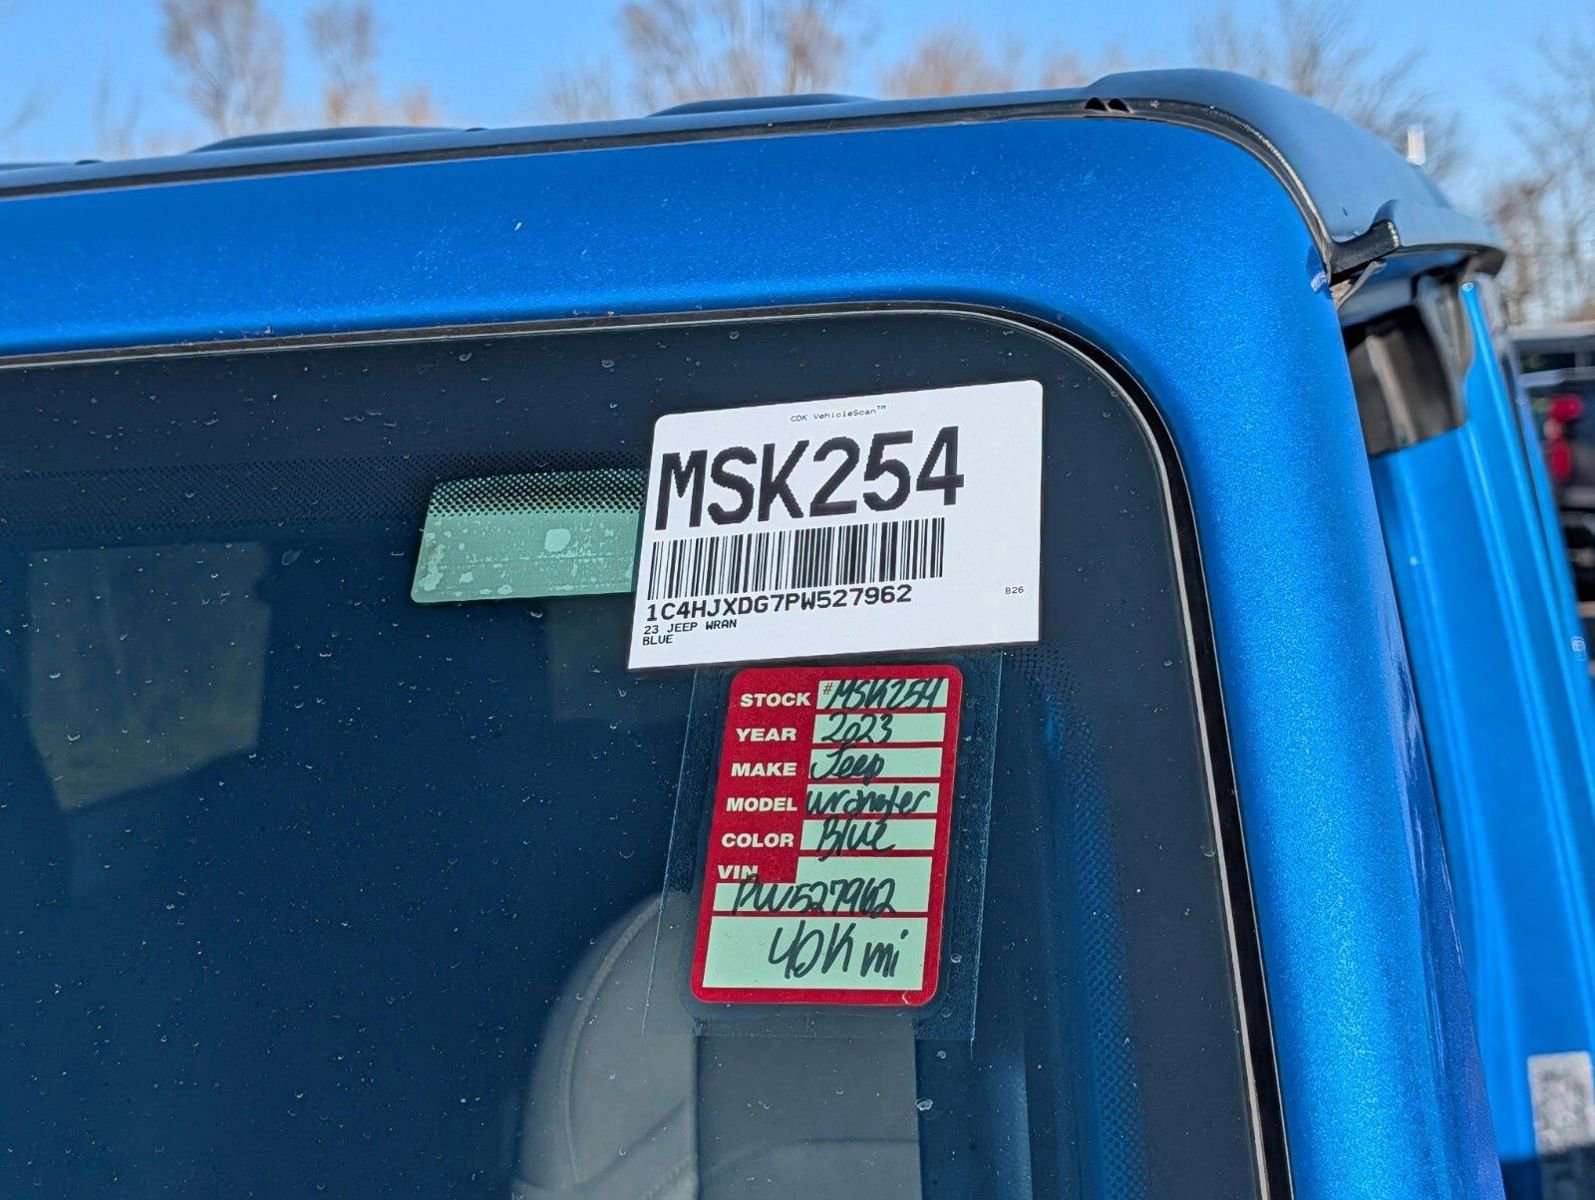 CDK VehicleScan™
MSK254
1C4HJXDG7PW527962
23 JEEP WRAN
BLUE
B26
STOCK #MSK254
YEAR 2023
MAKE Jeep
MODEL Wrangler
COLOR Blue
VIN
PW527962
40K mi